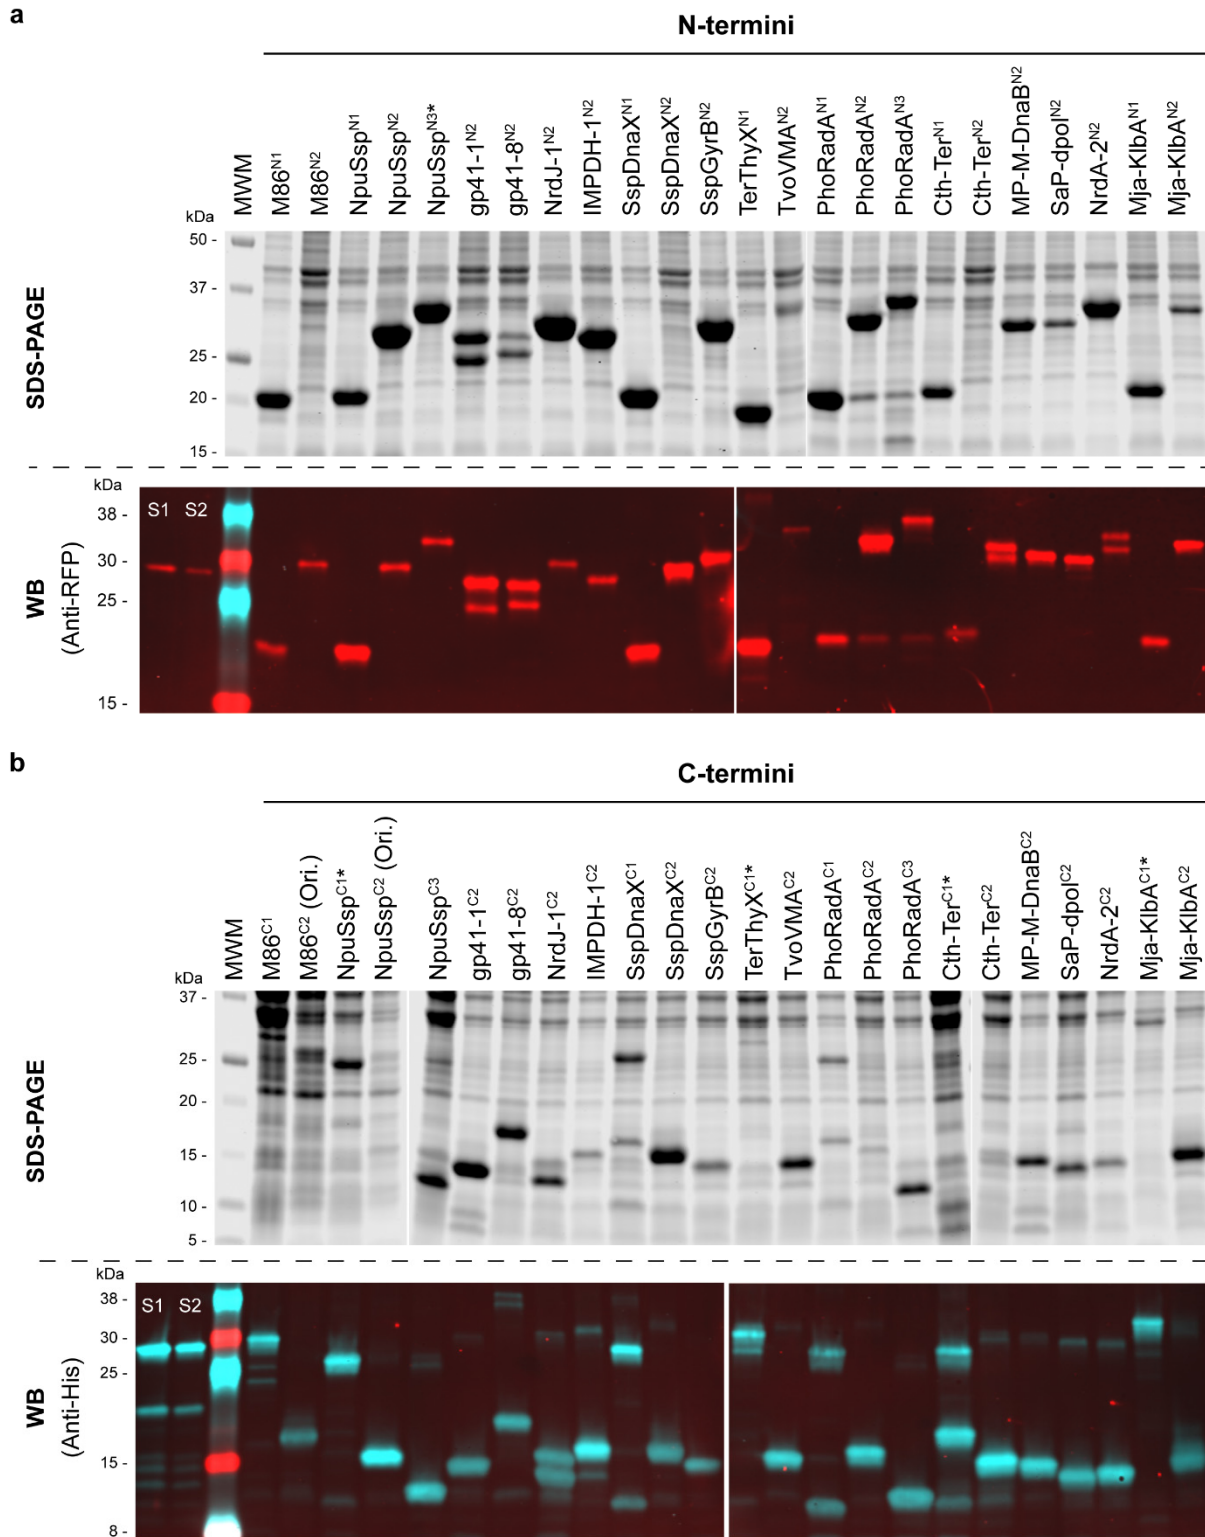 a
N-termini
MWM
M86N1
M86N2
NpuSspN1
NpuSspN2
NpuSspN3*
gp41-1N2
gp41-8N2
NrdJ-1N2
IMPDH-1N2
SspDnaXN1
SspDnaXN2
SspGyrBN2
TerThyXN1
TvoVMAN2
PhoRadAN1
PhoRadAN2
PhoRadAN3
Cth-TerN1
Cth-TerN2
MP-M-DnaBN2
SaP-dpolN2
NrdA-2N2
Mja-KlbAN1
Mja-KlbAN2
kDa
50 -
37 -
25 -
20 -
15 -
SDS-PAGE
kDa
S1 S2
38 -
30 -
25 -
15 -
WB
(Anti-RFP)
b
C-termini
MWM
M86C1
M86C2 (Ori.)
NpuSspC1*
NpuSspC2 (Ori.)
NpuSspC3
gp41-1C2
gp41-8C2
NrdJ-1C2
IMPDH-1C2
SspDnaXC1
SspDnaXC2
SspGyrBC2
TerThyXC1*
TvoVMAC2
PhoRadAC1
PhoRadAC2
PhoRadAC3
Cth-TerC1*
Cth-TerC2
MP-M-DnaBC2
SaP-dpolC2
NrdA-2C2
Mja-KlbAC1*
Mja-KlbAC2
kDa
37 -
25 -
20 -
15 -
10 -
5 -
SDS-PAGE
kDa
S1 S2
38 -
30 -
25 -
15 -
8 -
WB
(Anti-His)